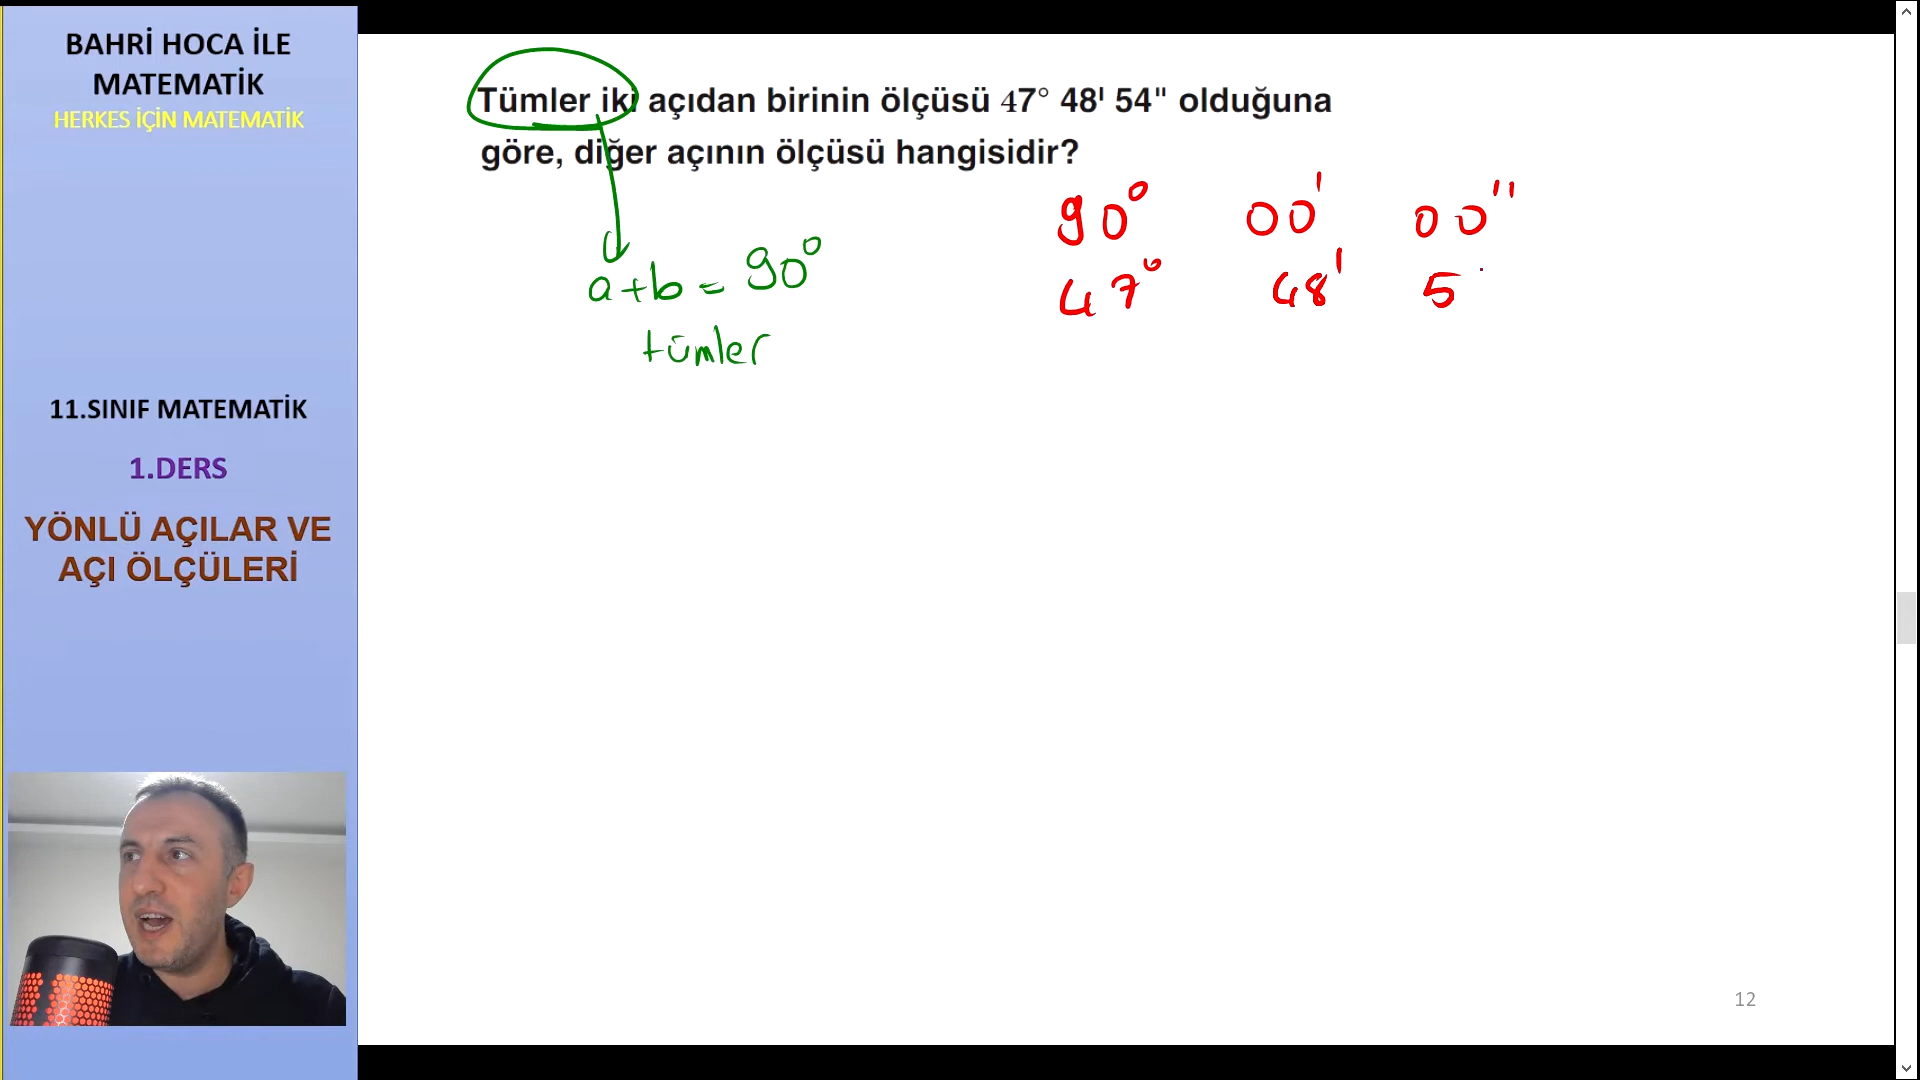 BAHRİ HOCA İLE
MATEMATİK
HERKES İÇİN MATEMATİK
11.SINIF MATEMATİK
1.DERS
YÖNLÜ AÇILAR VE
AÇI ÖLÇÜLERİ
Tümler iki açıdan birinin ölçüsü 47° 48' 54" olduğuna
göre, diğer açının ölçüsü hangisidir?
a+b = 90°
tümler
90° 00' 00"
47° 48' 5
12